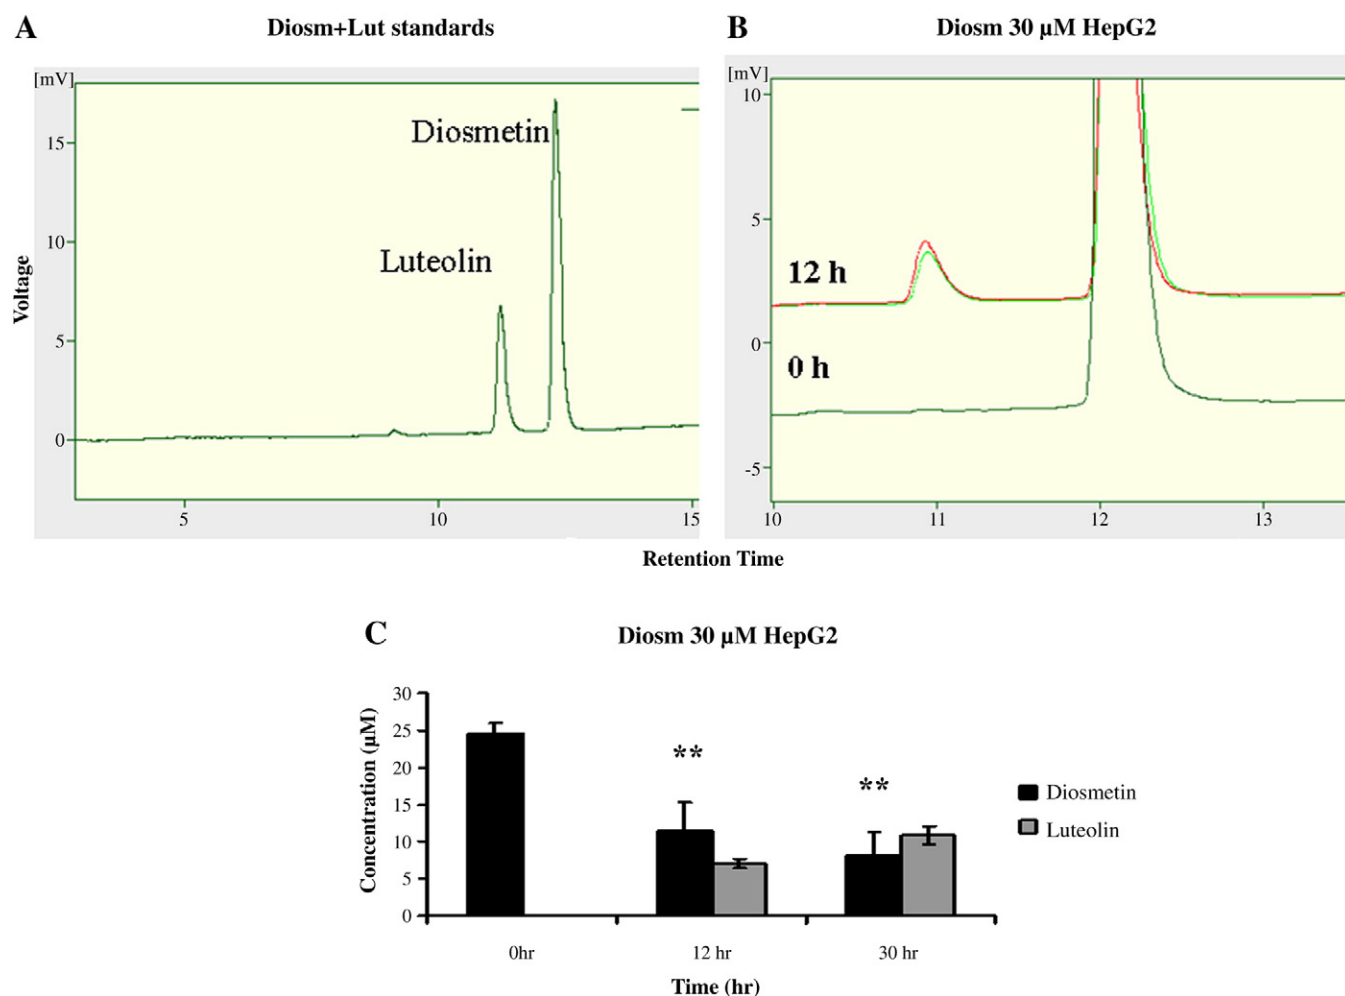 A
Diosm+Lut standards
[mV]
15
10
5
0
Voltage
Diosmetin
Luteolin
5
10
15
B
Diosm 30 µM HepG2
[mV]
10
5
0
-5
12 h
0 h
10
11
12
13
Retention Time
C
Diosm 30 µM HepG2
Concentration (µM)
30
25
20
15
10
5
0
**
**
Diosmetin
Luteolin
0hr
12 hr
30 hr
Time (hr)